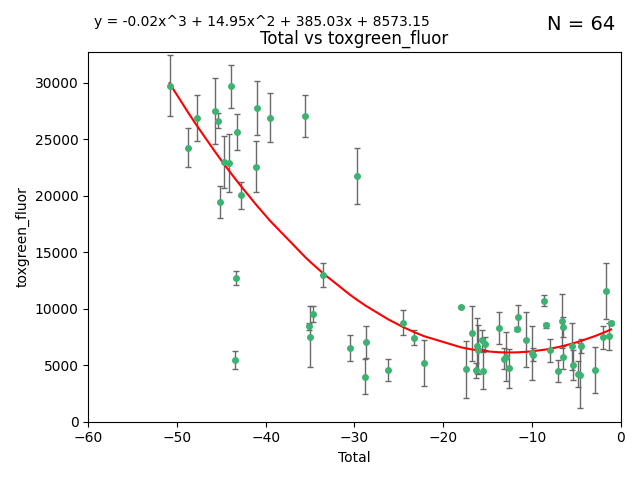 y = -0.02x^3 + 14.95x^2 + 385.03x + 8573.15
N = 64
Total vs toxgreen_fluor
30000
25000
20000
15000
10000
5000
0
toxgreen_fluor
−60 −50 −40 −30 −20 −10 0
Total